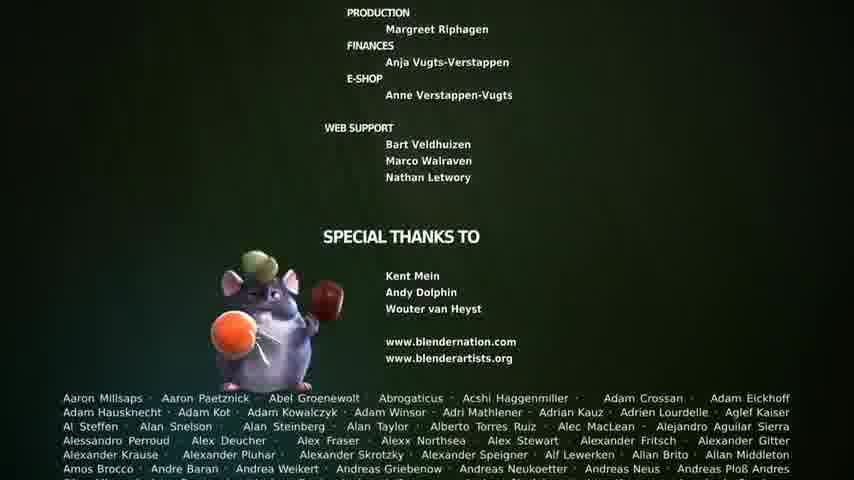 PRODUCTION
Margreet Riphagen
FINANCES
Anja Vugts-Verstappen
E-SHOP
Anne Verstappen-Vugts
WEB SUPPORT
Bart Veldhuizen
Marco Walraven
Nathan Letwory
SPECIAL THANKS TO
Kent Mein
Andy Dolphin
Wouter van Heyst
www.blendernation.com
www.blenderartists.org
Aaron Millsaps · Aaron Paetznick · Abel Groenewolt · Abrogaticus · Acshi Haggenmiller · Adam Crossan · Adam Eickhoff
Adam Hausknecht · Adam Kot · Adam Kowalczyk · Adam Winsor · Adri Mathlener · Adrian Kauz · Adrien Lourdelle · Aglef Kaiser
Al Steffen · Alan Snelson · Alan Steinberg · Alan Taylor · Alberto Torres Ruiz · Alec MacLean · Alejandro Aguilar Sierra
Alessandro Perroud · Alex Deucher · Alex Fraser · Alexx Northsea · Alex Stewart · Alexander Fritsch · Alexander Gitter
Alexander Krause · Alexander Pluhar · Alexander Skrotzky · Alexander Speigner · Alf Lewerken · Allan Brito · Allan Middleton
Amos Brocco · Andre Baran · Andrea Weikert · Andreas Griebenow · Andreas Neukoetter · Andreas Neus · Andreas Ploß Andres